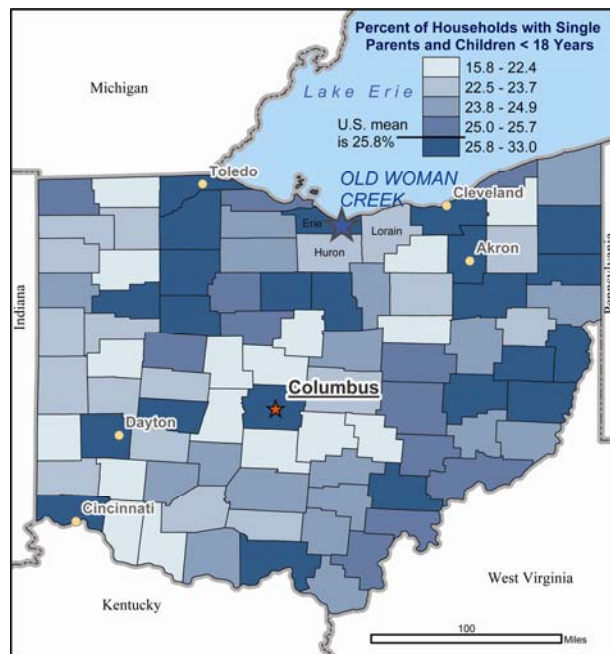 Percent of Households with Single
Parents and Children < 18 Years
15.8 - 22.4
22.5 - 23.7
23.8 - 24.9
25.0 - 25.7
25.8 - 33.0
U.S. mean
is 25.8%
Michigan
Lake Erie
Toledo
OLD WOMAN
CREEK
Cleveland
Erie
Lorain
Huron
Akron
Indiana
Pennsylvania
Columbus
Dayton
Cincinnati
West Virginia
Kentucky
100
Miles